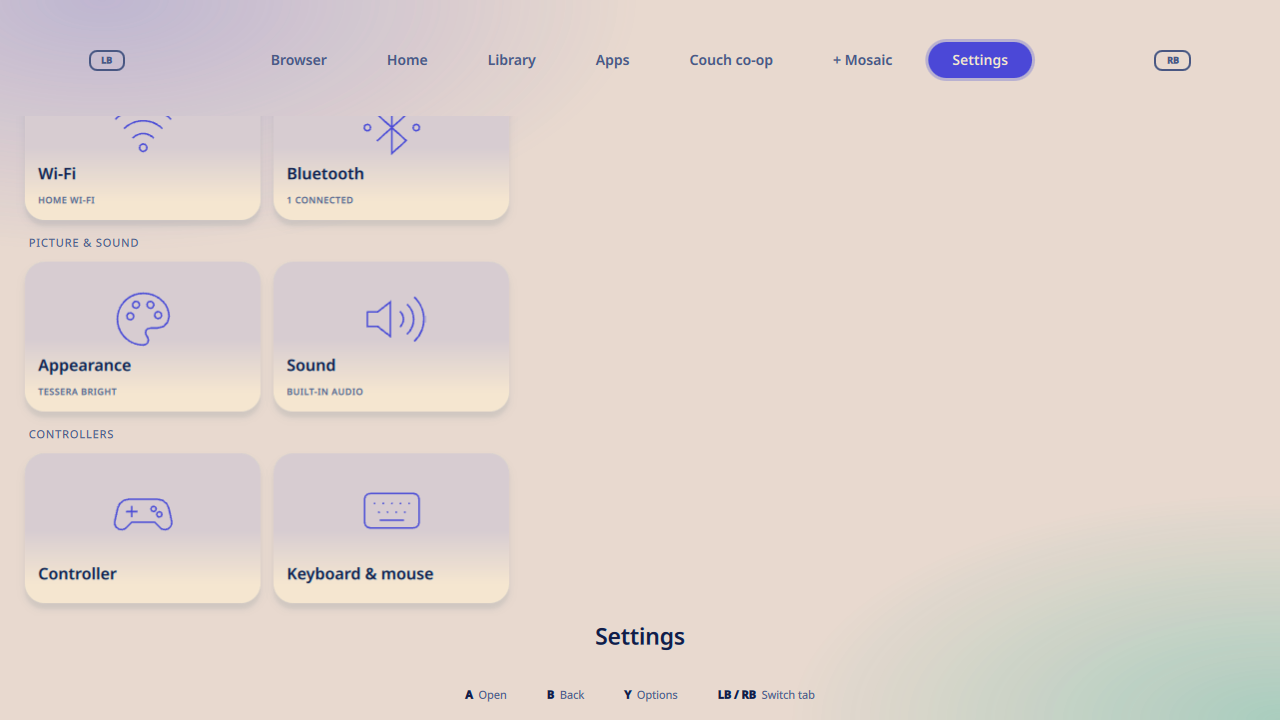 LB
Browser
Home
Library
Apps
Couch co-op
+ Mosaic
Settings
RB
Wi-Fi
HOME WI-FI
Bluetooth
1 CONNECTED
PICTURE & SOUND
Appearance
TESSERA BRIGHT
Sound
BUILT-IN AUDIO
CONTROLLERS
Controller
Keyboard & mouse
Settings
A Open
B Back
Y Options
LB / RB Switch tab